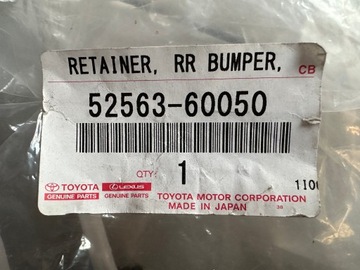 RETAINER, RR BUMPER,
CB
52563-60050
QTY:
1
TOYOTA
GENUINE PARTS
LEXUS
GENUINE PARTS
TOYOTA MOTOR CORPORATION
MADE IN JAPAN
36